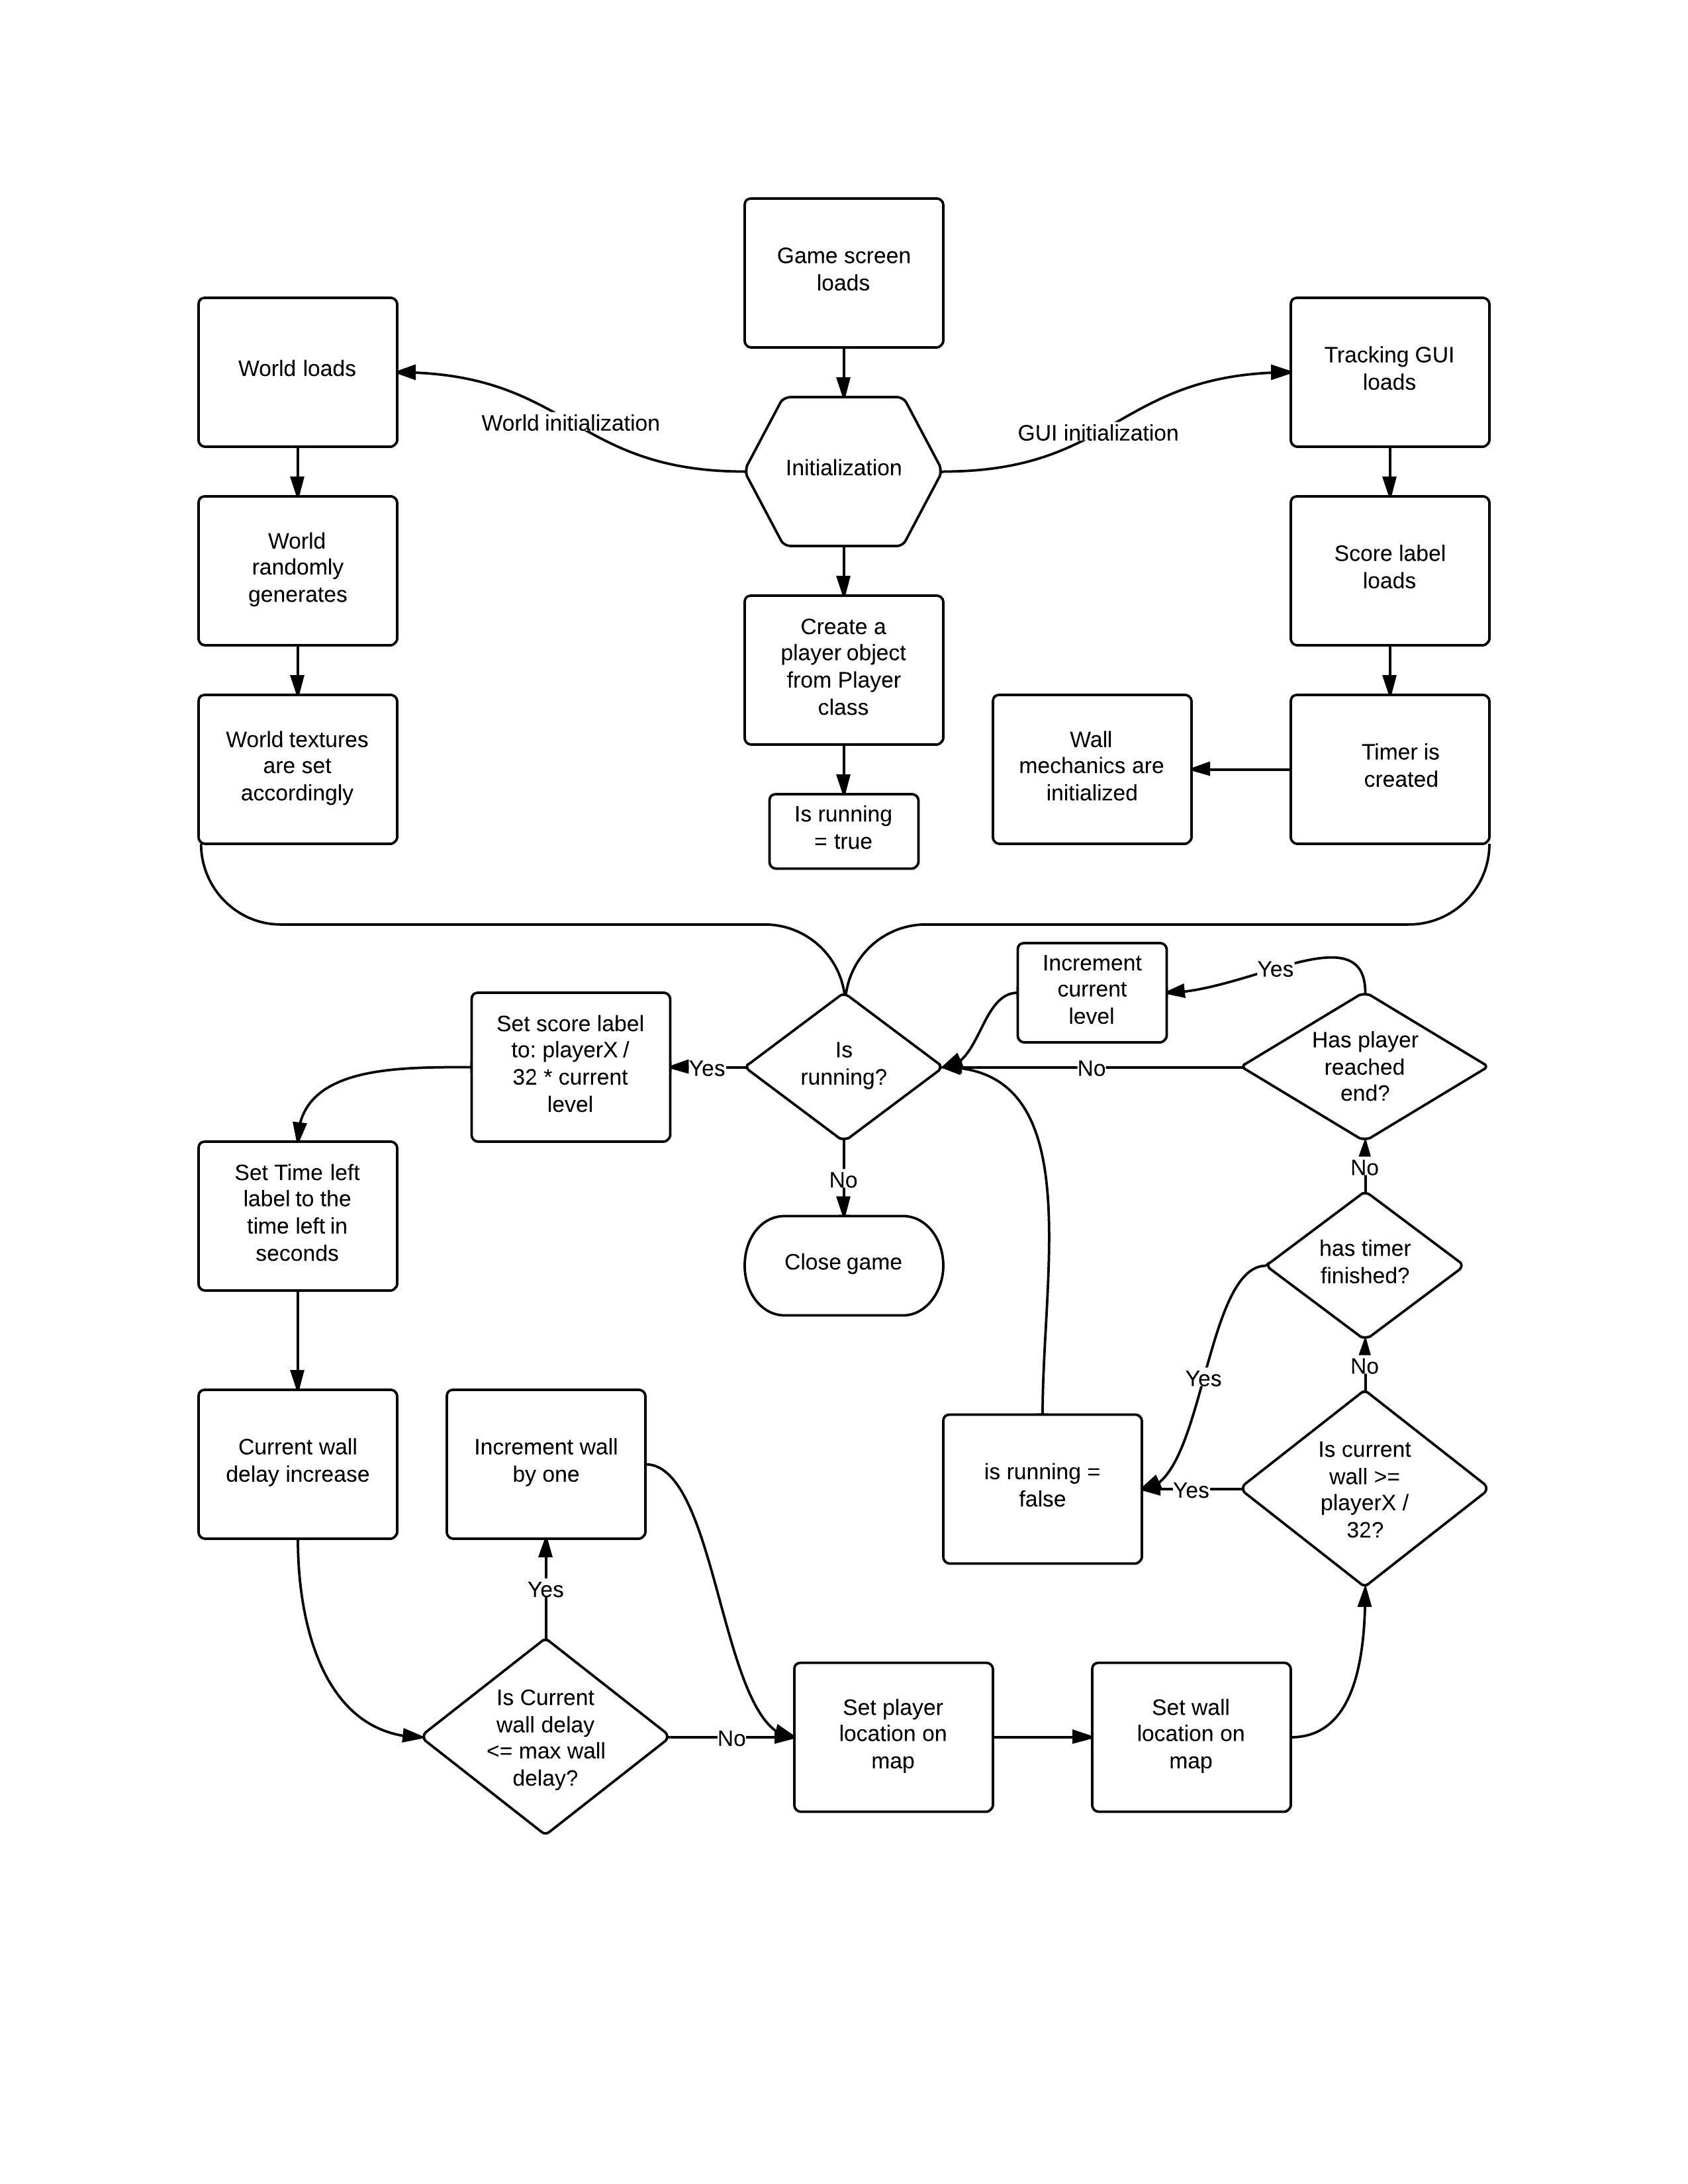 Game screen
loads
World loads
Tracking GUI
loads
World initialization
GUI initialization
Initialization
World
randomly
generates
Score label
loads
Create a
player object
from Player
class
World textures
are set
accordingly
Wall
mechanics are
initialized
Timer is
created
Is running
= true
Increment
current
level
Yes
Set score label
to: playerX /
32 * current
level
Yes
Is
running?
No
Has player
reached
end?
No
No
Set Time left
label to the
time left in
seconds
Close game
has timer
finished?
Yes
No
Current wall
delay increase
Increment wall
by one
is running =
false
Yes
Is current
wall >=
playerX /
32?
Yes
Is Current
wall delay
<= max wall
delay?
No
Set player
location on
map
Set wall
location on
map